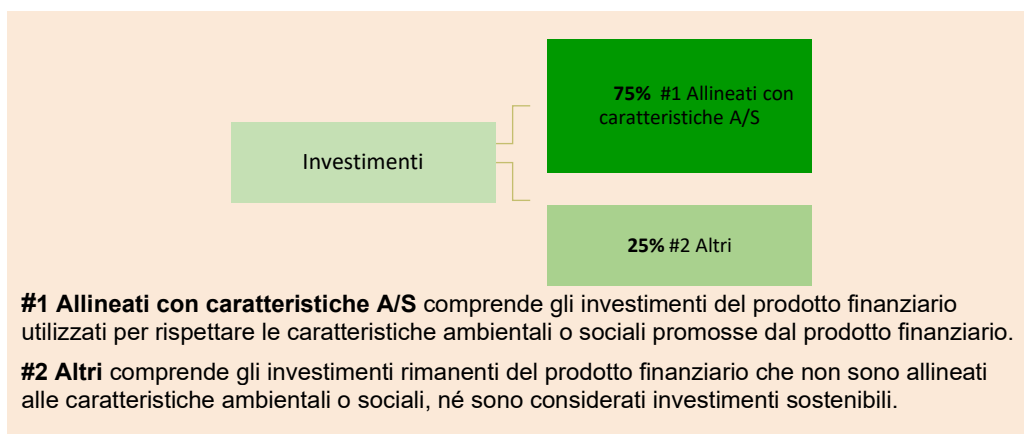 75% #1 Allineati con
caratteristiche A/S
Investimenti
25% #2 Altri
#1 Allineati con caratteristiche A/S comprende gli investimenti del prodotto finanziario
utilizzati per rispettare le caratteristiche ambientali o sociali promosse dal prodotto finanziario.
#2 Altri comprende gli investimenti rimanenti del prodotto finanziario che non sono allineati
alle caratteristiche ambientali o sociali, né sono considerati investimenti sostenibili.